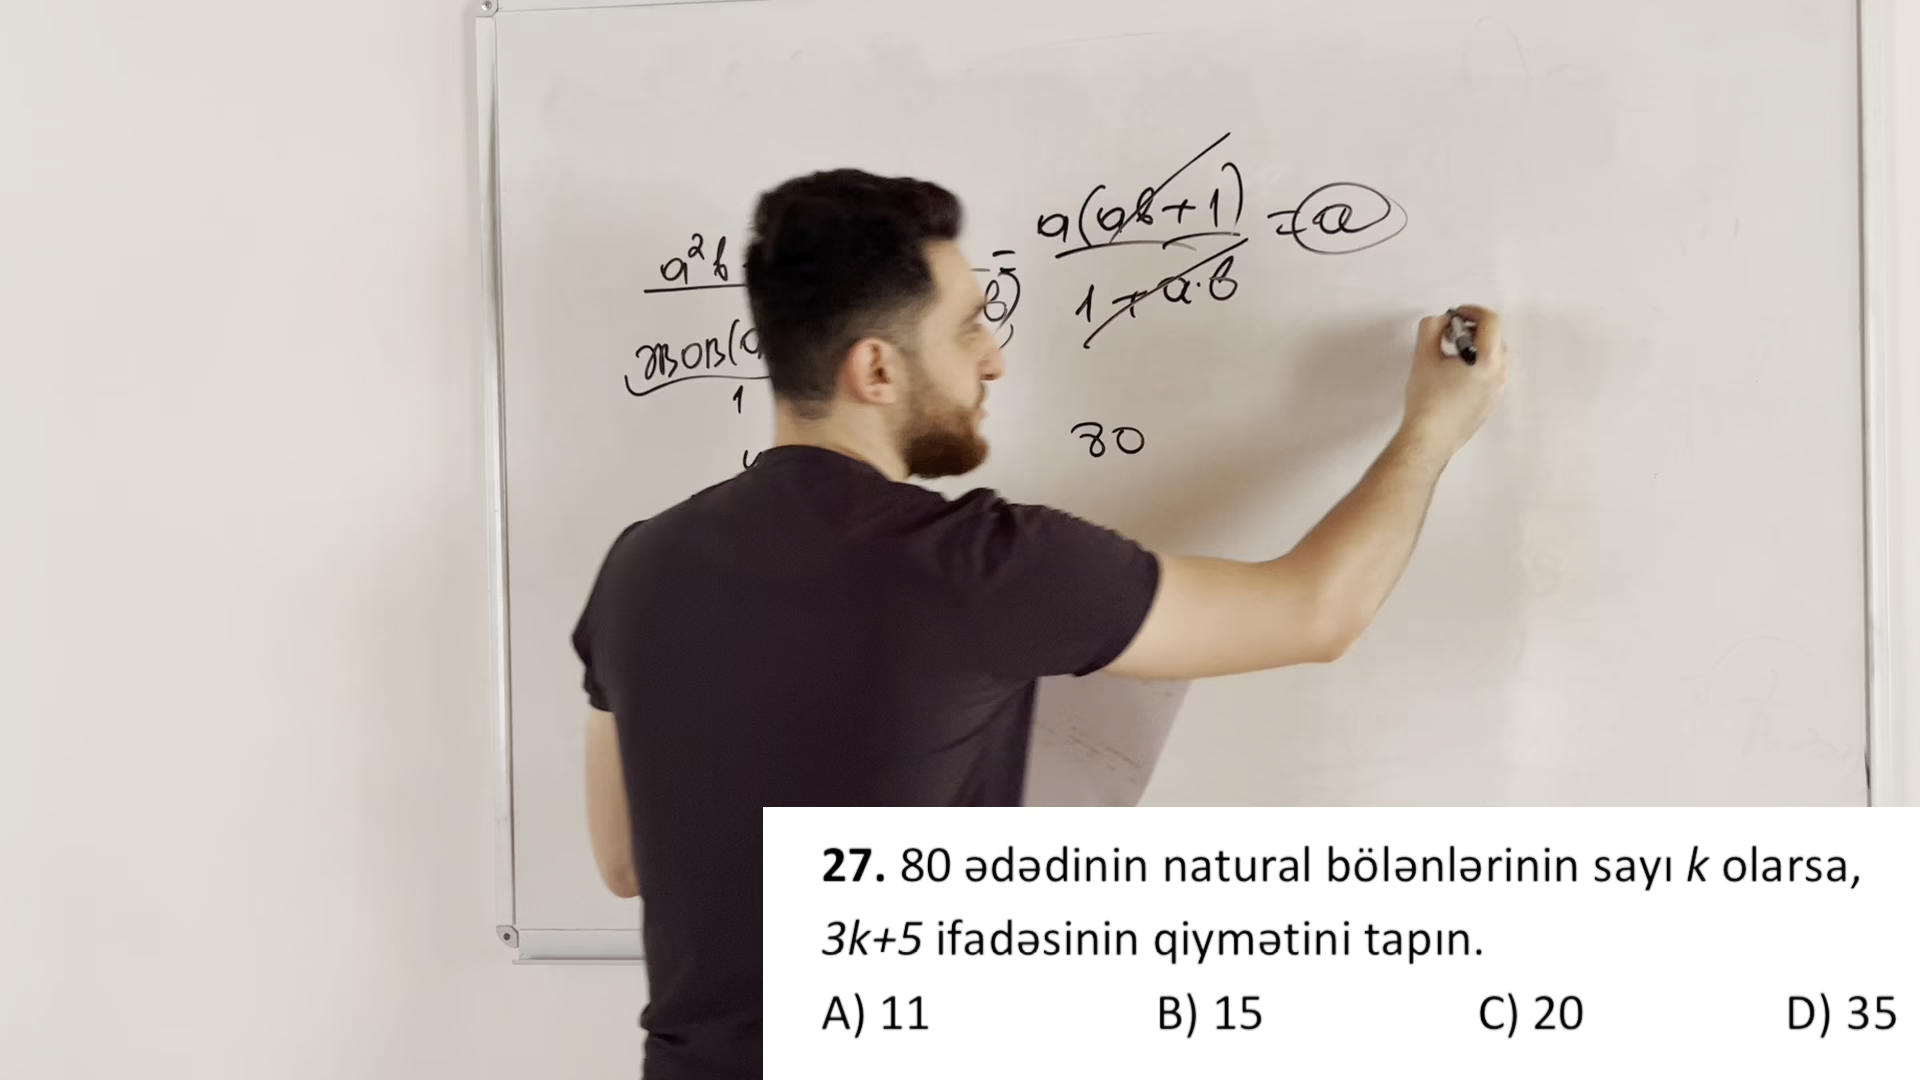 a²b
a(ab+1)
=
=a
1+a·b
b)
1
80
27. 80 ədədinin natural bölənlərinin sayı k olarsa,
3k+5 ifadəsinin qiymətini tapın.
A) 11 B) 15 C) 20 D) 35